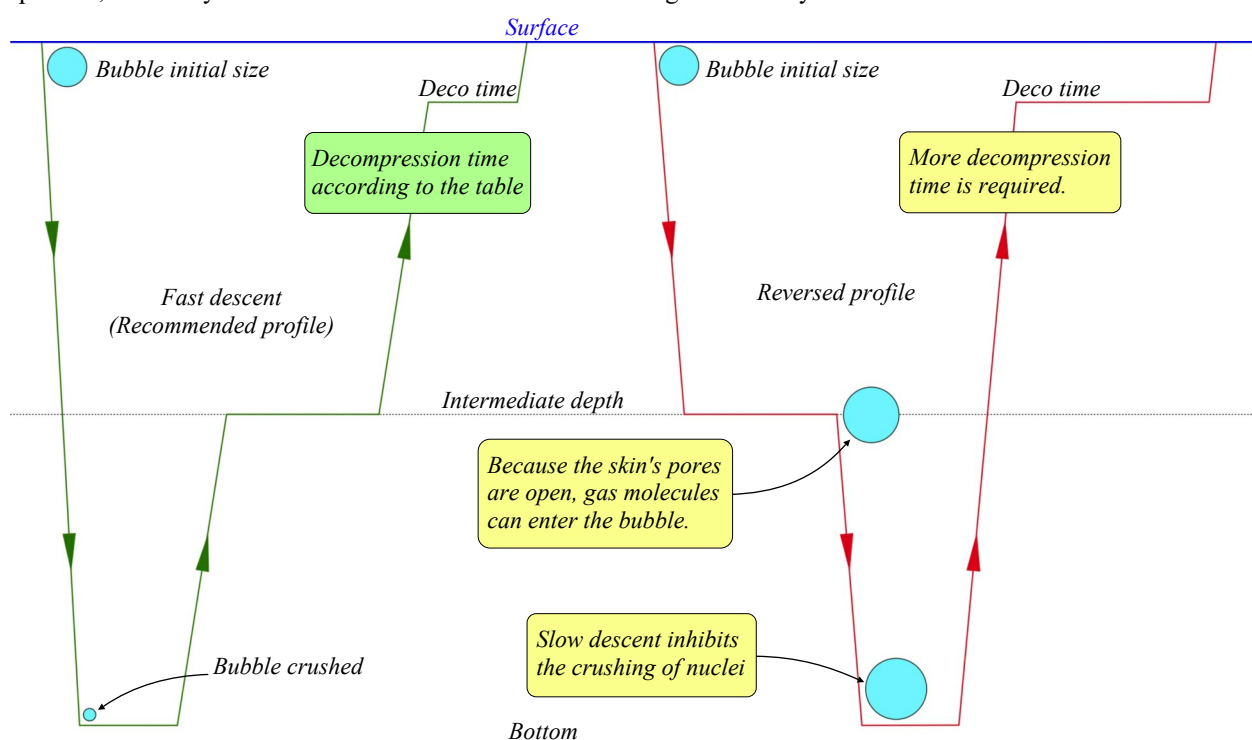 Surface
Bubble initial size
Deco time
Decompression time
according to the table
Fast descent
(Recommended profile)
Bubble initial size
Deco time
More decompression
time is required.
Reversed profile
Intermediate depth
Because the skin's pores
are open, gas molecules
can enter the bubble.
Slow descent inhibits
the crushing of nuclei
Bubble crushed
Bottom